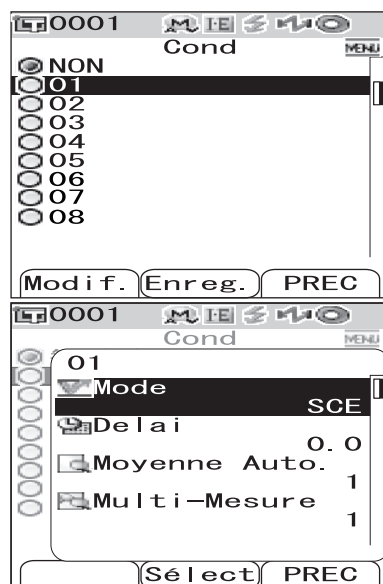 0001 M I·E
Cond MENU
NON
01
02
03
04
05
06
07
08
Modif. Enreg. PREC
0001 M I·E
Cond MENU
01
Mode
SCE
Delai
0.0
Moyenne Auto.
1
Multi-Mesure
1
Sélect PREC